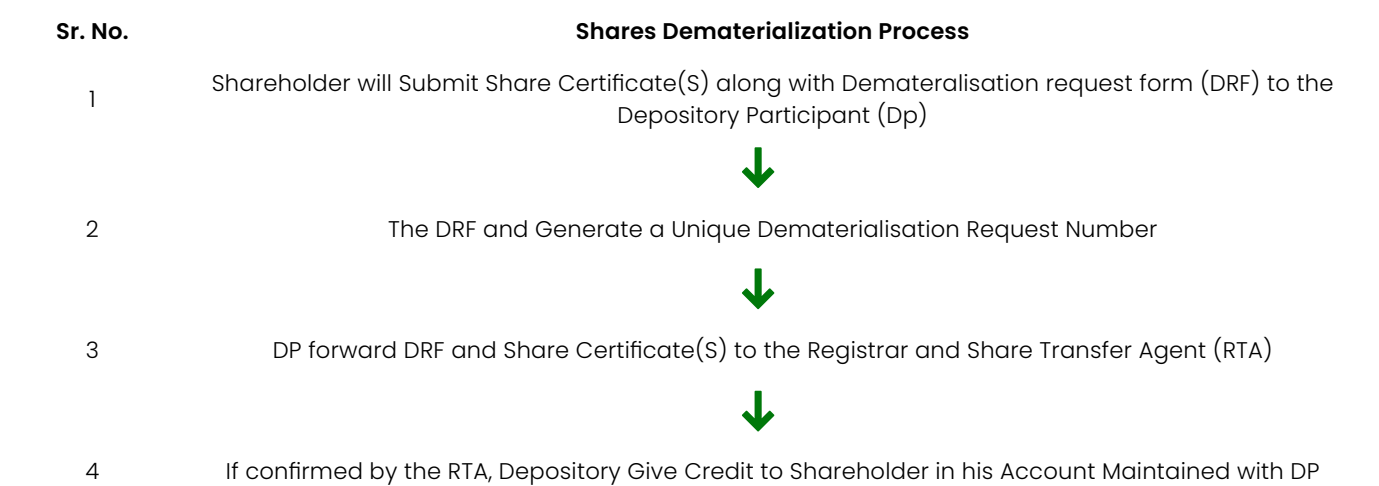 Sr. No. Shares Dematerialization Process
Shareholder will Submit Share Certificate(S) along with Demateralisation request form (DRF) to the
1
Depository Participant (Dp)
2 The DRF and Generate a Unique Dematerialisation Request Number
3 DP forward DRF and Share Certificate(S) to the Registrar and Share Transfer Agent (RTA)
4 If confirmed by the RTA, Depository Give Credit to Shareholder in his Account Maintained with DP